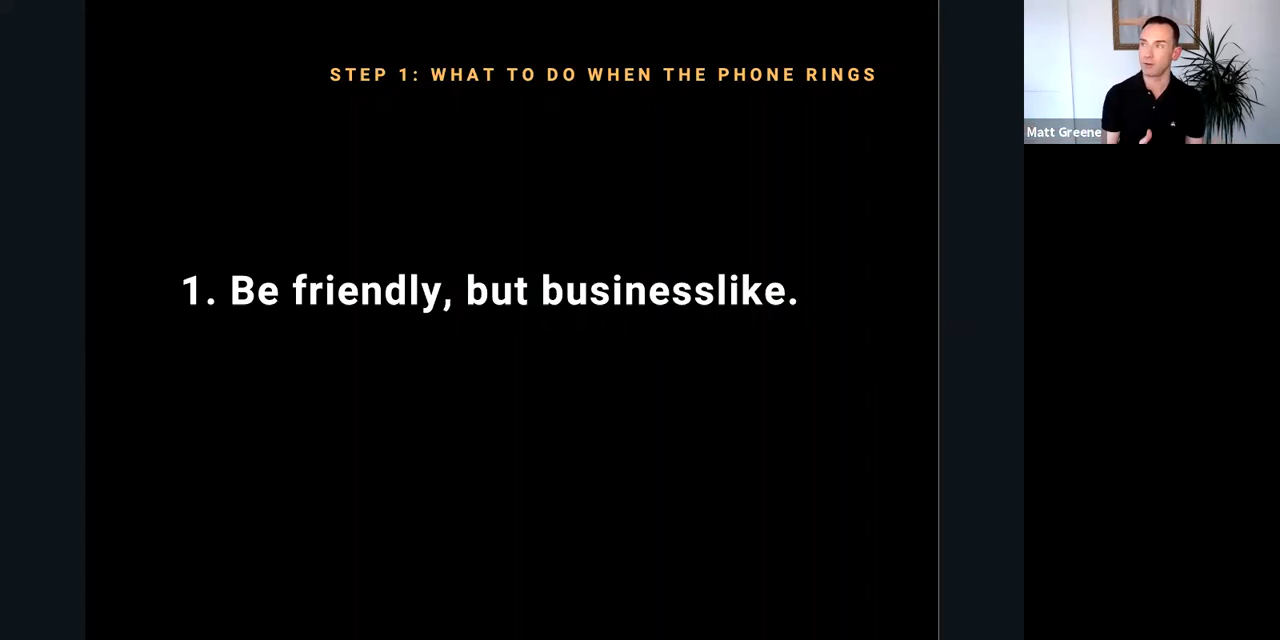 STEP 1: WHAT TO DO WHEN THE PHONE RINGS
1. Be friendly, but businesslike.
Matt Greene